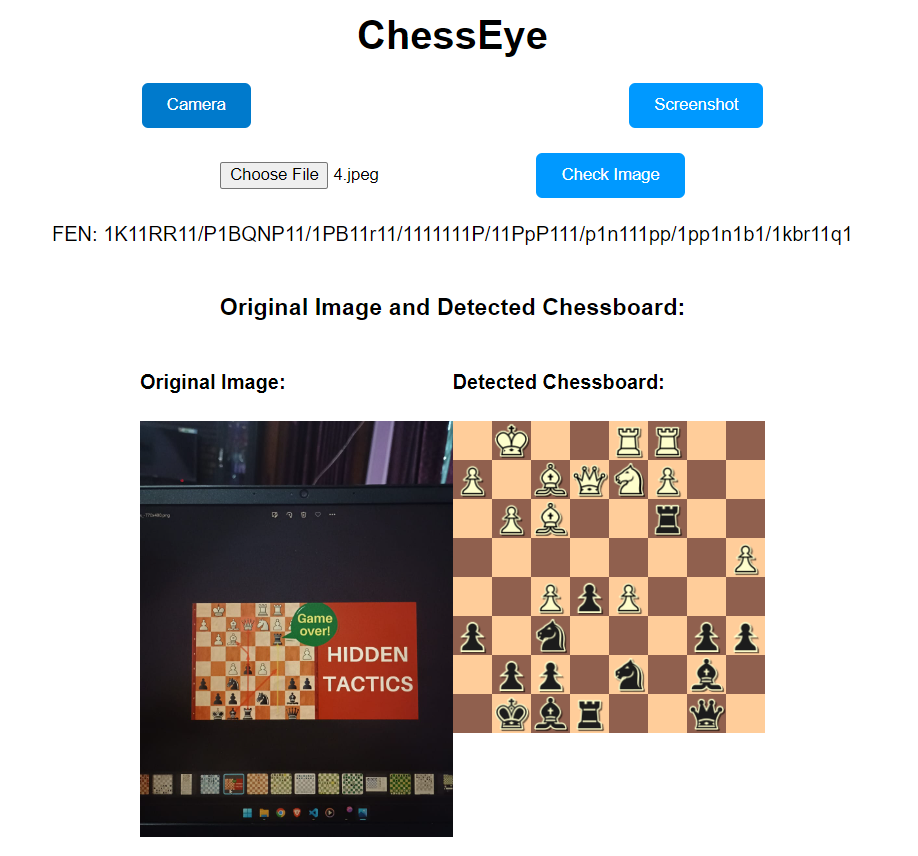 ChessEye
Camera
Screenshot
Choose File 4.jpeg
Check Image
FEN: 1K11RR11/P1BQNP11/1PB11r11/1111111P/11PpP111/p1n111pp/1pp1n1b1/1kbr11q1
Original Image and Detected Chessboard:
Original Image:
Detected Chessboard:
Game
over!
HIDDEN
TACTICS